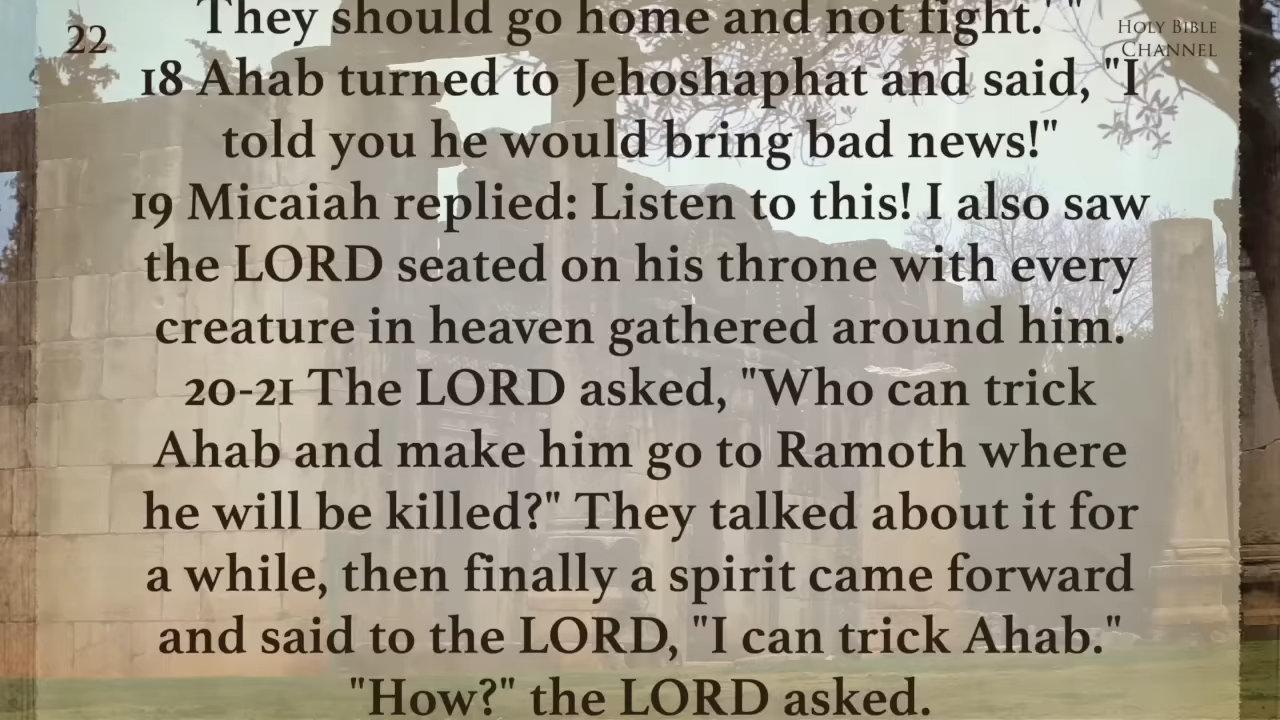 22
HOLY BIBLE
CHANNEL
They should go home and not fight.' "
18 Ahab turned to Jehoshaphat and said, "I
told you he would bring bad news!"
19 Micaiah replied: Listen to this! I also saw
the LORD seated on his throne with every
creature in heaven gathered around him.
20-21 The LORD asked, "Who can trick
Ahab and make him go to Ramoth where
he will be killed?" They talked about it for
a while, then finally a spirit came forward
and said to the LORD, "I can trick Ahab."
"How?" the LORD asked.